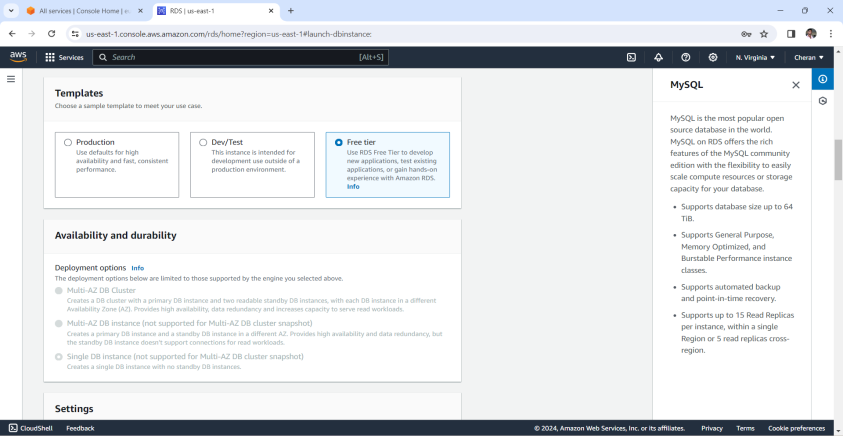 All services | Console Home | e
RDS | us-east-1
us-east-1.console.aws.amazon.com/rds/home?region=us-east-1#launch-dbinstance:
aws
Services
Search
[Alt+S]
N. Virginia
Cheran
Templates
Choose a sample template to meet your use case.
Production
Use defaults for high
availability and fast, consistent
performance.
Dev/Test
This instance is intended for
development use outside of a
production environment.
Free tier
Use RDS Free Tier to develop
new applications, test existing
applications, or gain hands-on
experience with Amazon RDS.
Info
Availability and durability
Deployment options Info
The deployment options below are limited to those supported by the engine you selected above.
Multi-AZ DB Cluster
Creates a DB cluster with a primary DB instance and two readable standby DB instances, with each DB instance in a different
Availability Zone (AZ). Provides high availability, data redundancy and increases capacity to serve read workloads.
Multi-AZ DB instance (not supported for Multi-AZ DB cluster snapshot)
Creates a primary DB instance and a standby DB instance in a different AZ. Provides high availability and data redundancy, but
the standby DB instance doesn't support connections for read workloads.
Single DB instance (not supported for Multi-AZ DB cluster snapshot)
Creates a single DB instance with no standby DB instances.
Settings
MySQL
MySQL is the most popular open
source database in the world.
MySQL on RDS offers the rich
features of the MySQL community
edition with the flexibility to easily
scale compute resources or storage
capacity for your database.
• Supports database size up to 64
TiB.
• Supports General Purpose,
Memory Optimized, and
Burstable Performance instance
classes.
• Supports automated backup
and point-in-time recovery.
• Supports up to 15 Read Replicas
per instance, within a single
Region or 5 read replicas cross-
region.
CloudShell
Feedback
© 2024, Amazon Web Services, Inc. or its affiliates.
Privacy
Terms
Cookie preferences